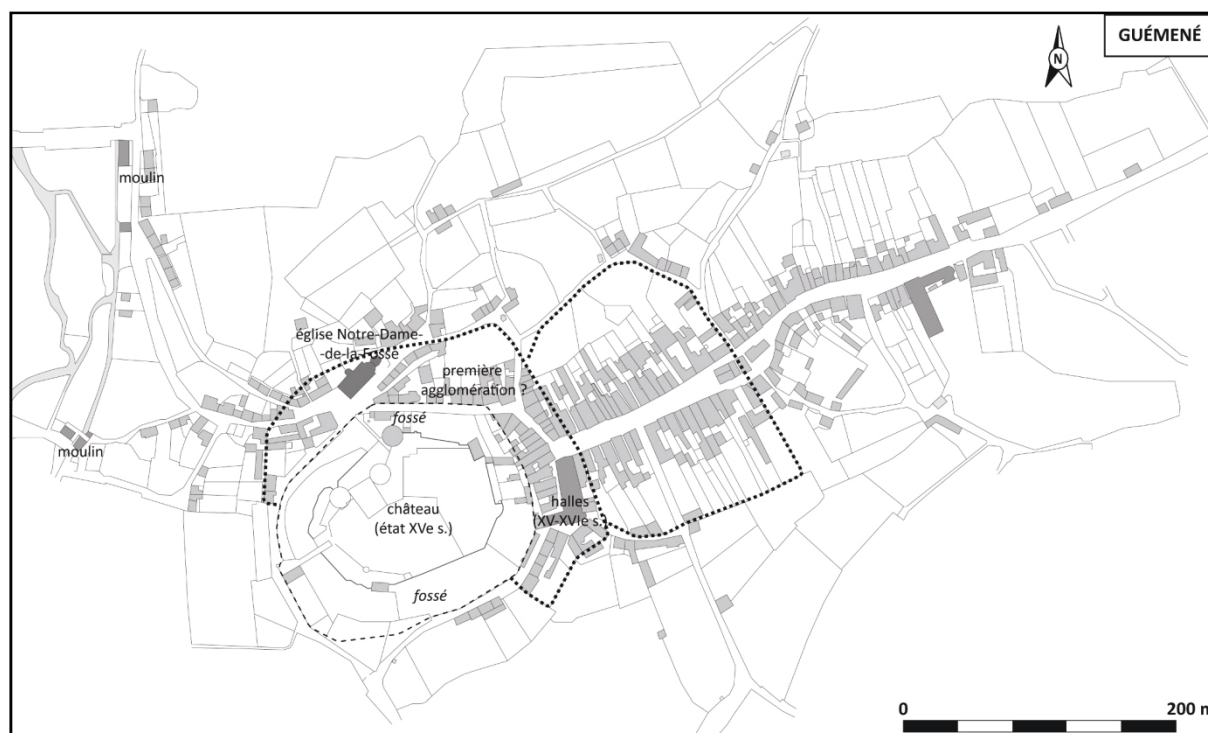 GUÉMENÉ
N
moulin
église Notre-Dame-
-de-la-Fosse
première
agglomération ?
fossé
moulin
château
(état XVe s.)
halles
(XV-XVIe s.)
fossé
0
200 m